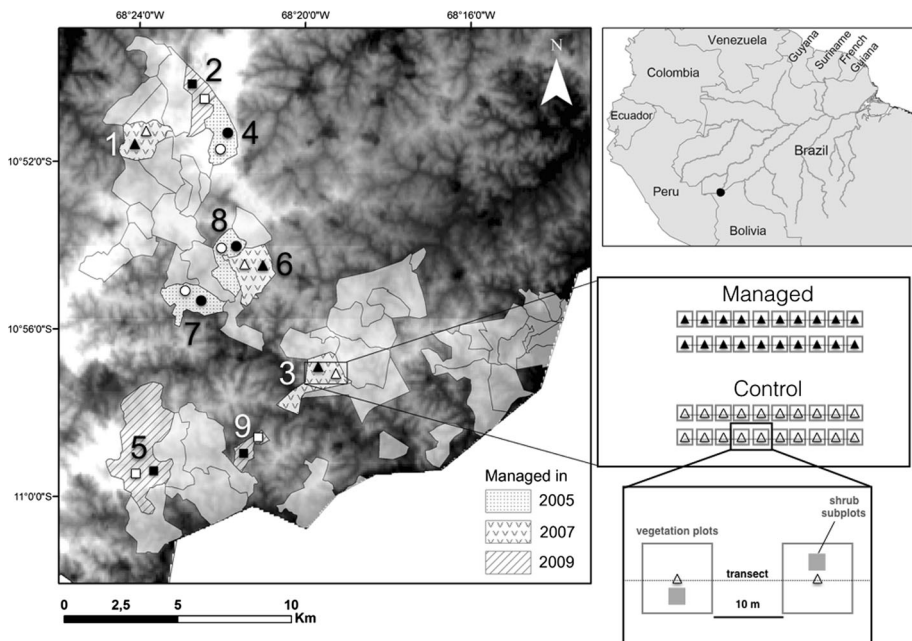 68°24'0"W 68°20'0"W 68°16'0"W
10°52'0"S
10°56'0"S
11°0'0"S
N
2
1
4
8
6
7
3
5
9
Managed in
2005
2007
2009
0 2,5 5 10
Km
Venezuela
Guyana
Suriname
French
Guiana
Colombia
Ecuador
Brazil
Peru
Bolivia
Managed
Control
shrub
subplots
vegetation plots
transect
10 m